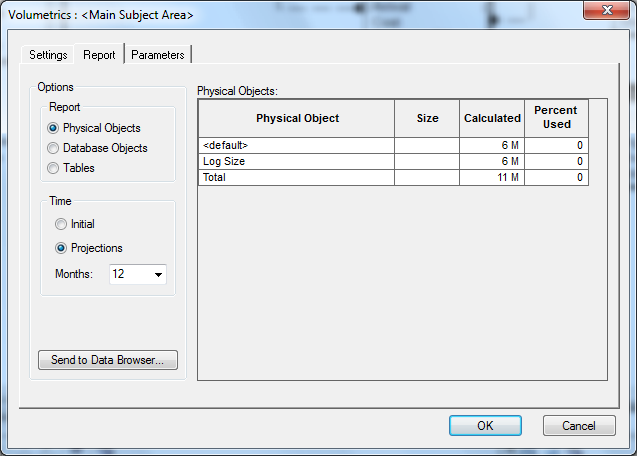 Volumetrics : <Main Subject Area>
Settings Report Parameters
Options
Report
Physical Objects
Database Objects
Tables
Time
Initial
Projections
Months: 12
Send to Data Browser...
Physical Objects:
Physical Object Size Calculated Percent Used
<default> 6 M 0
Log Size 6 M 0
Total 11 M 0
OK Cancel